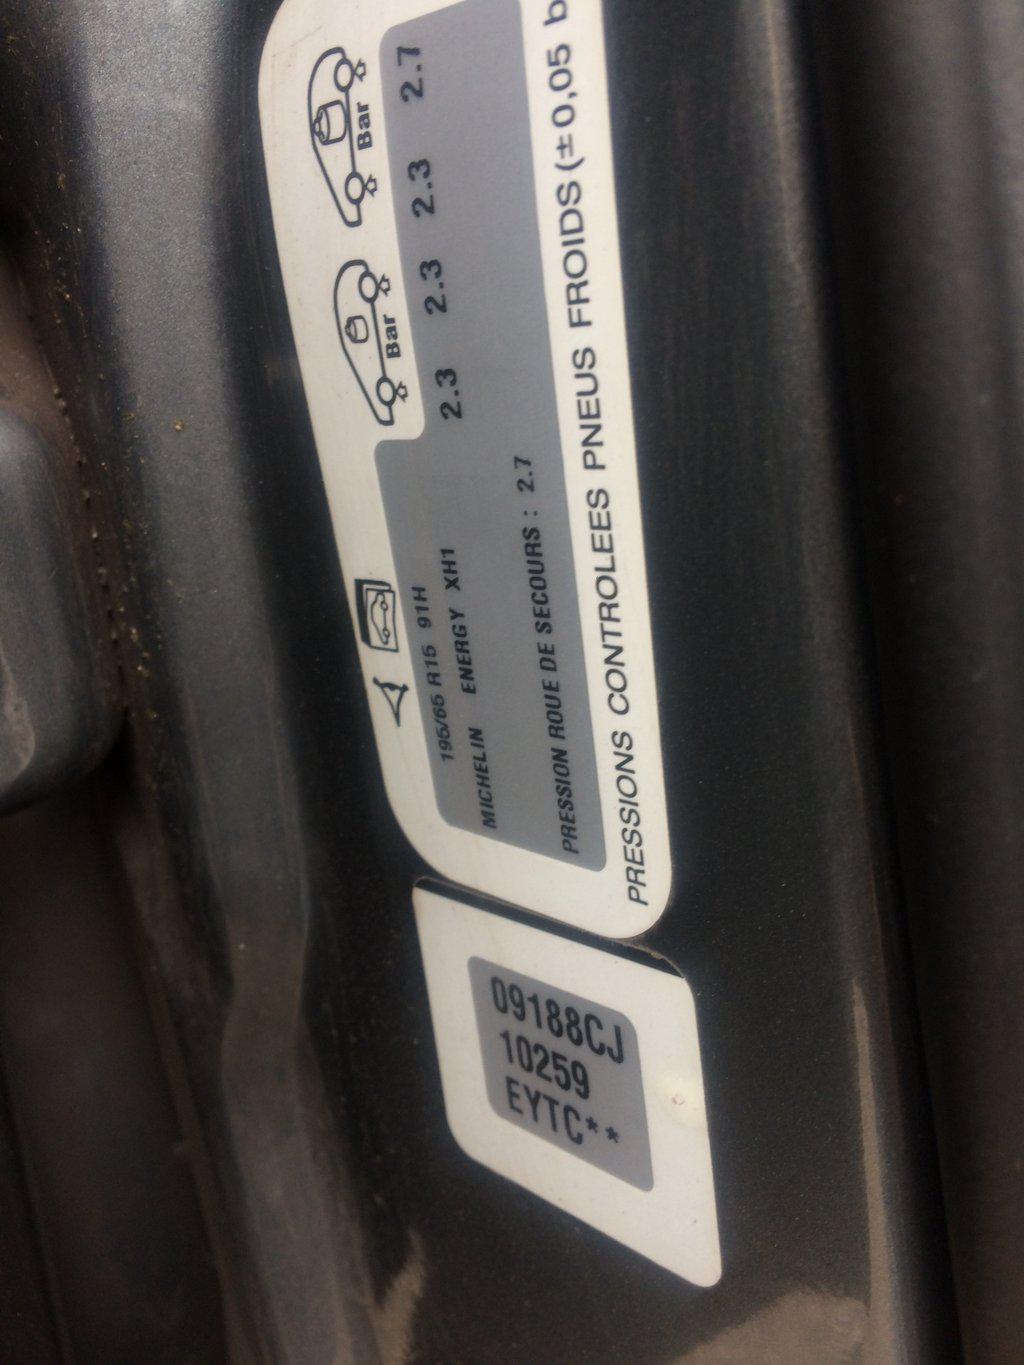 Bar Bar
195/65 R15 91H 2.3 2.3 2.3 2.7
MICHELIN ENERGY XH1
PRESSION ROUE DE SECOURS : 2.7
PRESSIONS CONTROLEES PNEUS FROIDS (±0,05 b
09188CJ
10259
EYTC**